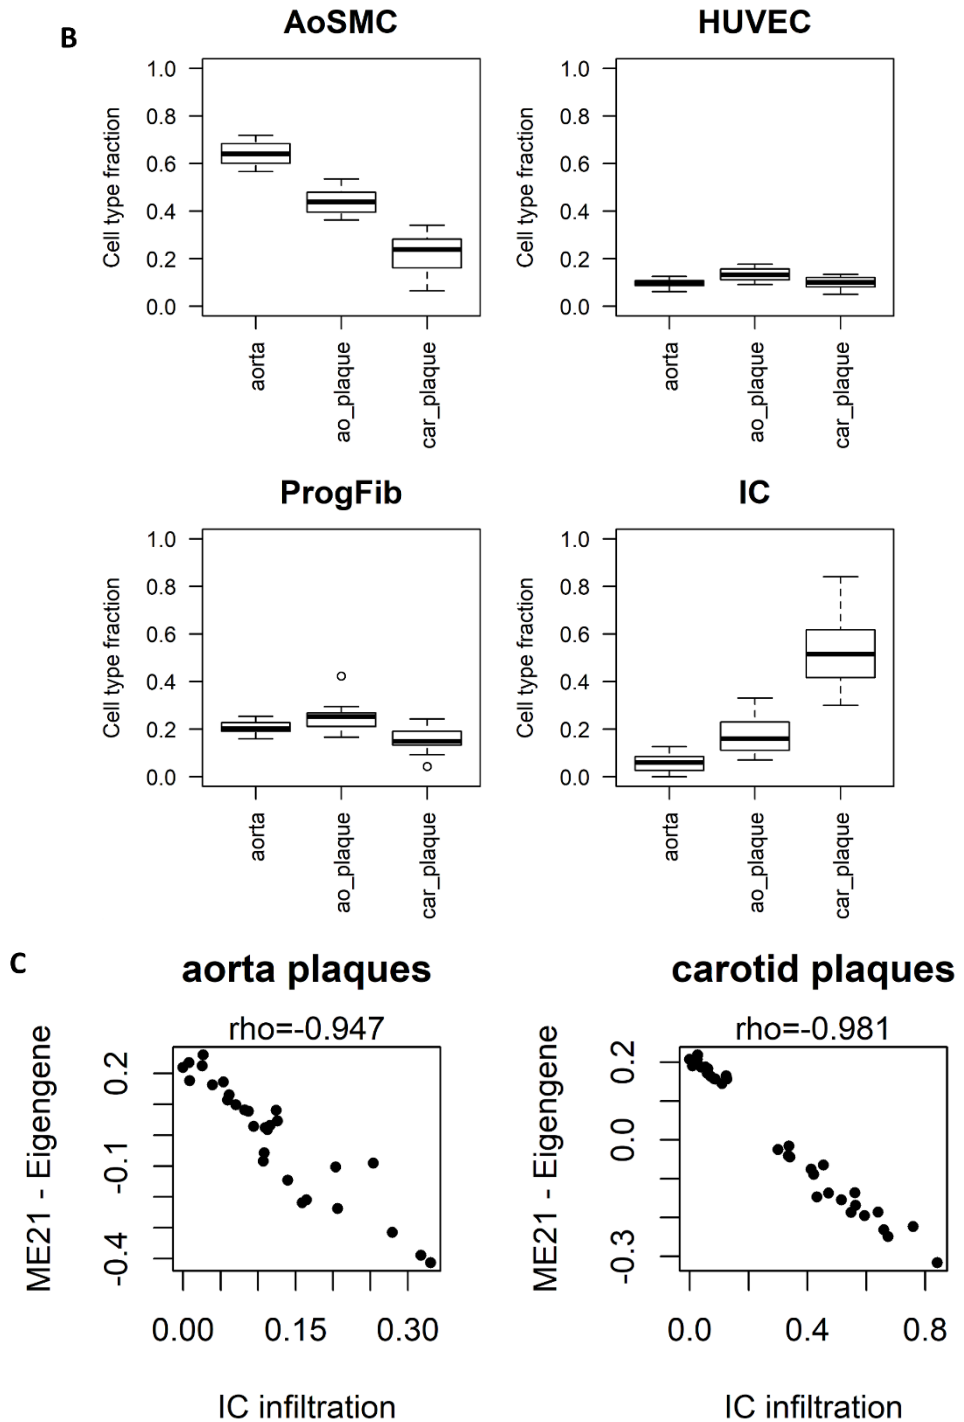 B
AoSMC
HUVEC
Cell type fraction
1.0
0.8
0.6
0.4
0.2
0.0
aorta
ao_plaque
car_plaque
Cell type fraction
1.0
0.8
0.6
0.4
0.2
0.0
aorta
ao_plaque
car_plaque
ProgFib
IC
Cell type fraction
1.0
0.8
0.6
0.4
0.2
0.0
aorta
ao_plaque
car_plaque
Cell type fraction
1.0
0.8
0.6
0.4
0.2
0.0
aorta
ao_plaque
car_plaque
C
aorta plaques
rho=-0.947
ME21 - Eigengene
0.2
-0.1
-0.4
0.00 0.15 0.30
IC infiltration
carotid plaques
rho=-0.981
ME21 - Eigengene
0.2
0.0
-0.3
0.0 0.4 0.8
IC infiltration